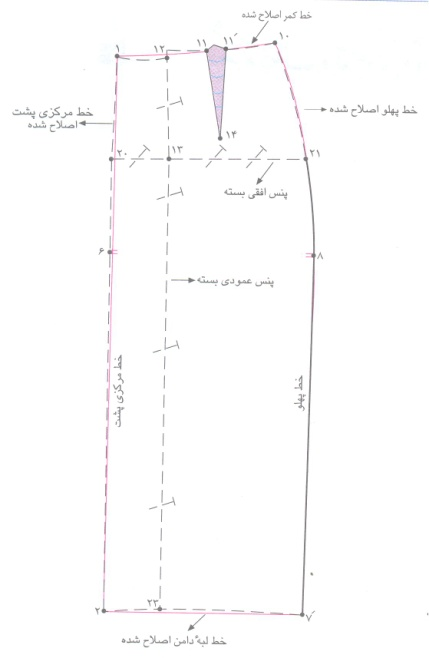 خط کمر اصلاح شده
۱
۱۲
۱۱
۱۱′
۱۰
خط مرکزی پشت
اصلاح شده
خط پهلو اصلاح شده
۱۴
۲۰
۱۳
۲۱
پنس افقی بسته
۶
۸
پنس عمودی بسته
خط مرکزی پشت
خط پهلو
۲
۲۳
۷′
خط لبهٔ دامن اصلاح شده